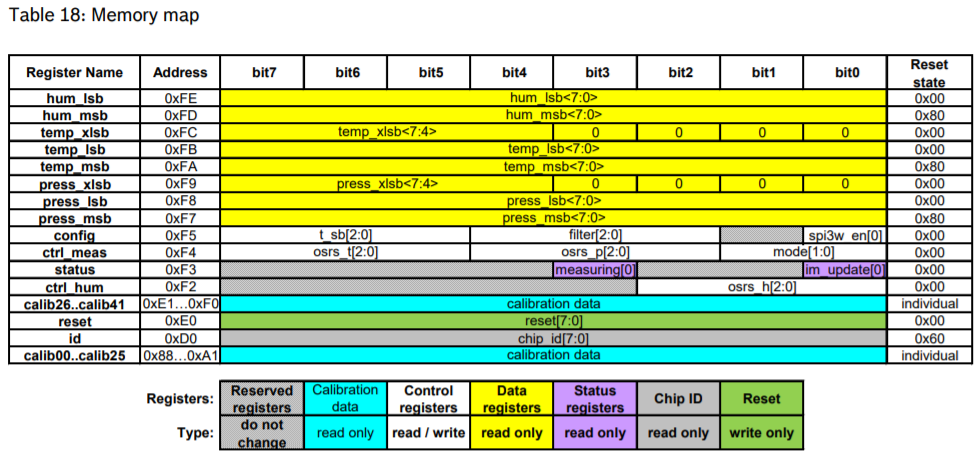 Table 18: Memory map
Register Name Address bit7 bit6 bit5 bit4 bit3 bit2 bit1 bit0 Reset state
hum_lsb 0xFE hum_lsb<7:0> 0x00
hum_msb 0xFD hum_msb<7:0> 0x80
temp_xlsb 0xFC temp_xlsb<7:4> 0 0 0 0 0x00
temp_lsb 0xFB temp_lsb<7:0> 0x00
temp_msb 0xFA temp_msb<7:0> 0x80
press_xlsb 0xF9 press_xlsb<7:4> 0 0 0 0 0x00
press_lsb 0xF8 press_lsb<7:0> 0x00
press_msb 0xF7 press_msb<7:0> 0x80
config 0xF5 t_sb[2:0] filter[2:0] spi3w_en[0] 0x00
ctrl_meas 0xF4 osrs_t[2:0] osrs_p[2:0] mode[1:0] 0x00
status 0xF3 measuring[0] im_update[0] 0x00
ctrl_hum 0xF2 osrs_h[2:0] 0x00
calib26..calib41 0xE1...0xF0 calibration data individual
reset 0xE0 reset[7:0] 0x00
id 0xD0 chip_id[7:0] 0x60
calib00..calib25 0x88...0xA1 calibration data individual
Registers: Reserved registers Calibration data Control registers Data registers Status registers Chip ID Reset
Type: do not change read only read / write read only read only read only write only